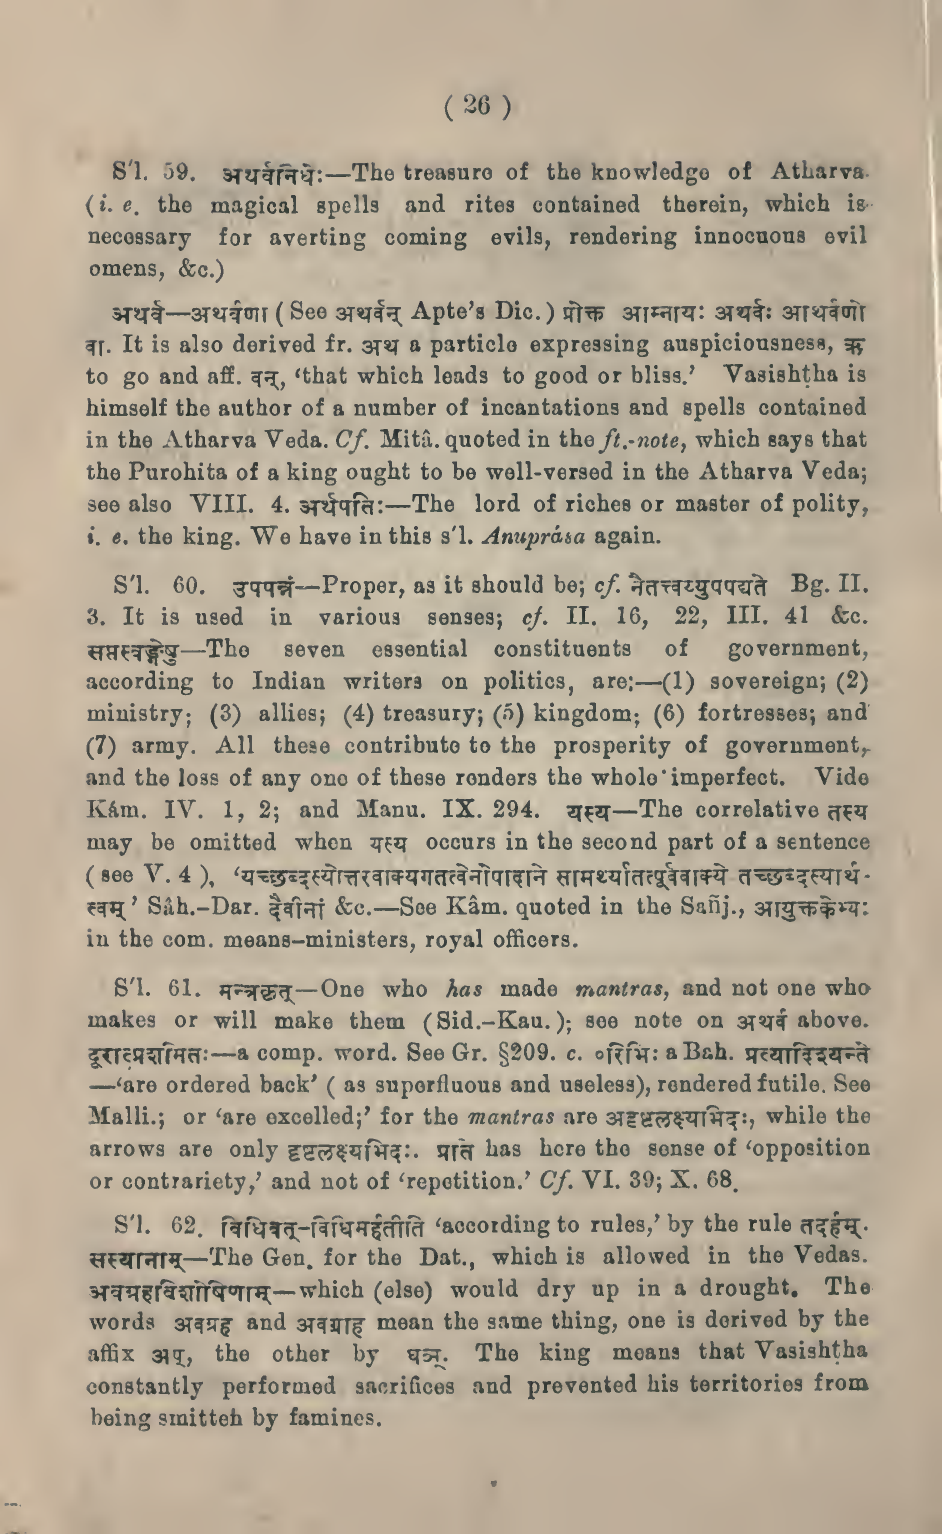 ( 26 )
S'l. 59. अथर्वनिधेः—The treasure of the knowledge of Atharva
(i. e. the magical spells and rites contained therein, which is
necessary for averting coming evils, rendering innocuous evil
omens, &c.)
अथर्व—अथर्वणा ( See अथर्वन् Apte's Dic. ) प्रोक्त आम्नायः अथर्वः आथर्वणो
वा. It is also derived fr. अथ a particle expressing auspiciousness, ऋ
to go and aff. वन्, 'that which leads to good or bliss.' Vasishṭha is
himself the author of a number of incantations and spells contained
in the Atharva Veda. Cf. Mitâ. quoted in the ft.-note, which says that
the Purohita of a king ought to be well-versed in the Atharva Veda;
see also VIII. 4. अर्थपतिः—The lord of riches or master of polity,
i. e. the king. We have in this s'l. Anuprása again.
S'l. 60. उपपन्नं—Proper, as it should be; cf. नैतत्त्वय्युपपद्यते Bg. II.
3. It is used in various senses; cf. II. 16, 22, III. 41 &c.
सप्तस्वङ्गेषु—The seven essential constituents of government,
according to Indian writers on politics, are:—(1) sovereign; (2)
ministry; (3) allies; (4) treasury; (5) kingdom; (6) fortresses; and
(7) army. All these contribute to the prosperity of government,
and the loss of any one of these renders the whole imperfect. Vide
Kâm. IV. 1, 2; and Manu. IX. 294. यस्य—The correlative तस्य
may be omitted when यस्य occurs in the second part of a sentence
( see V. 4 ), 'यच्छब्दस्योत्तरवाक्यगतत्वेनोपादाने सामर्थ्यात्तत्पूर्ववाक्ये तच्छब्दस्यार्थ-
त्वम्' Sâh.-Dar. दैवीनां &c.—See Kâm. quoted in the Sañj., आयुक्तकेभ्यः
in the com. means-ministers, royal officers.
S'l. 61. मन्त्रकृत्—One who has made mantras, and not one who
makes or will make them (Sid.-Kau. ); see note on अथर्व above.
दूरात्प्रशमितः—a comp. word. See Gr. §209. c. ०रिभिः a Bah. प्रत्यादिश्यन्ते
—'are ordered back' ( as superfluous and useless), rendered futile. See
Malli.; or 'are excelled;' for the mantras are अदृष्टलक्ष्यभिदः, while the
arrows are only दृष्टलक्ष्यभिदः. प्रति has here the sense of 'opposition
or contrariety,' and not of 'repetition.' Cf. VI. 39; X. 68.
S'l. 62. विधिवत्-विधिमर्हतीति 'according to rules,' by the rule तदर्हम्.
सस्यानाम्—The Gen. for the Dat., which is allowed in the Vedas.
अवग्रहविशोषिणाम्—which (else) would dry up in a drought. The
words अवग्रह and अवग्राह mean the same thing, one is derived by the
affix अप्, the other by घञ्. The king means that Vasishṭha
constantly performed sacrifices and prevented his territories from
being smitteh by famines.